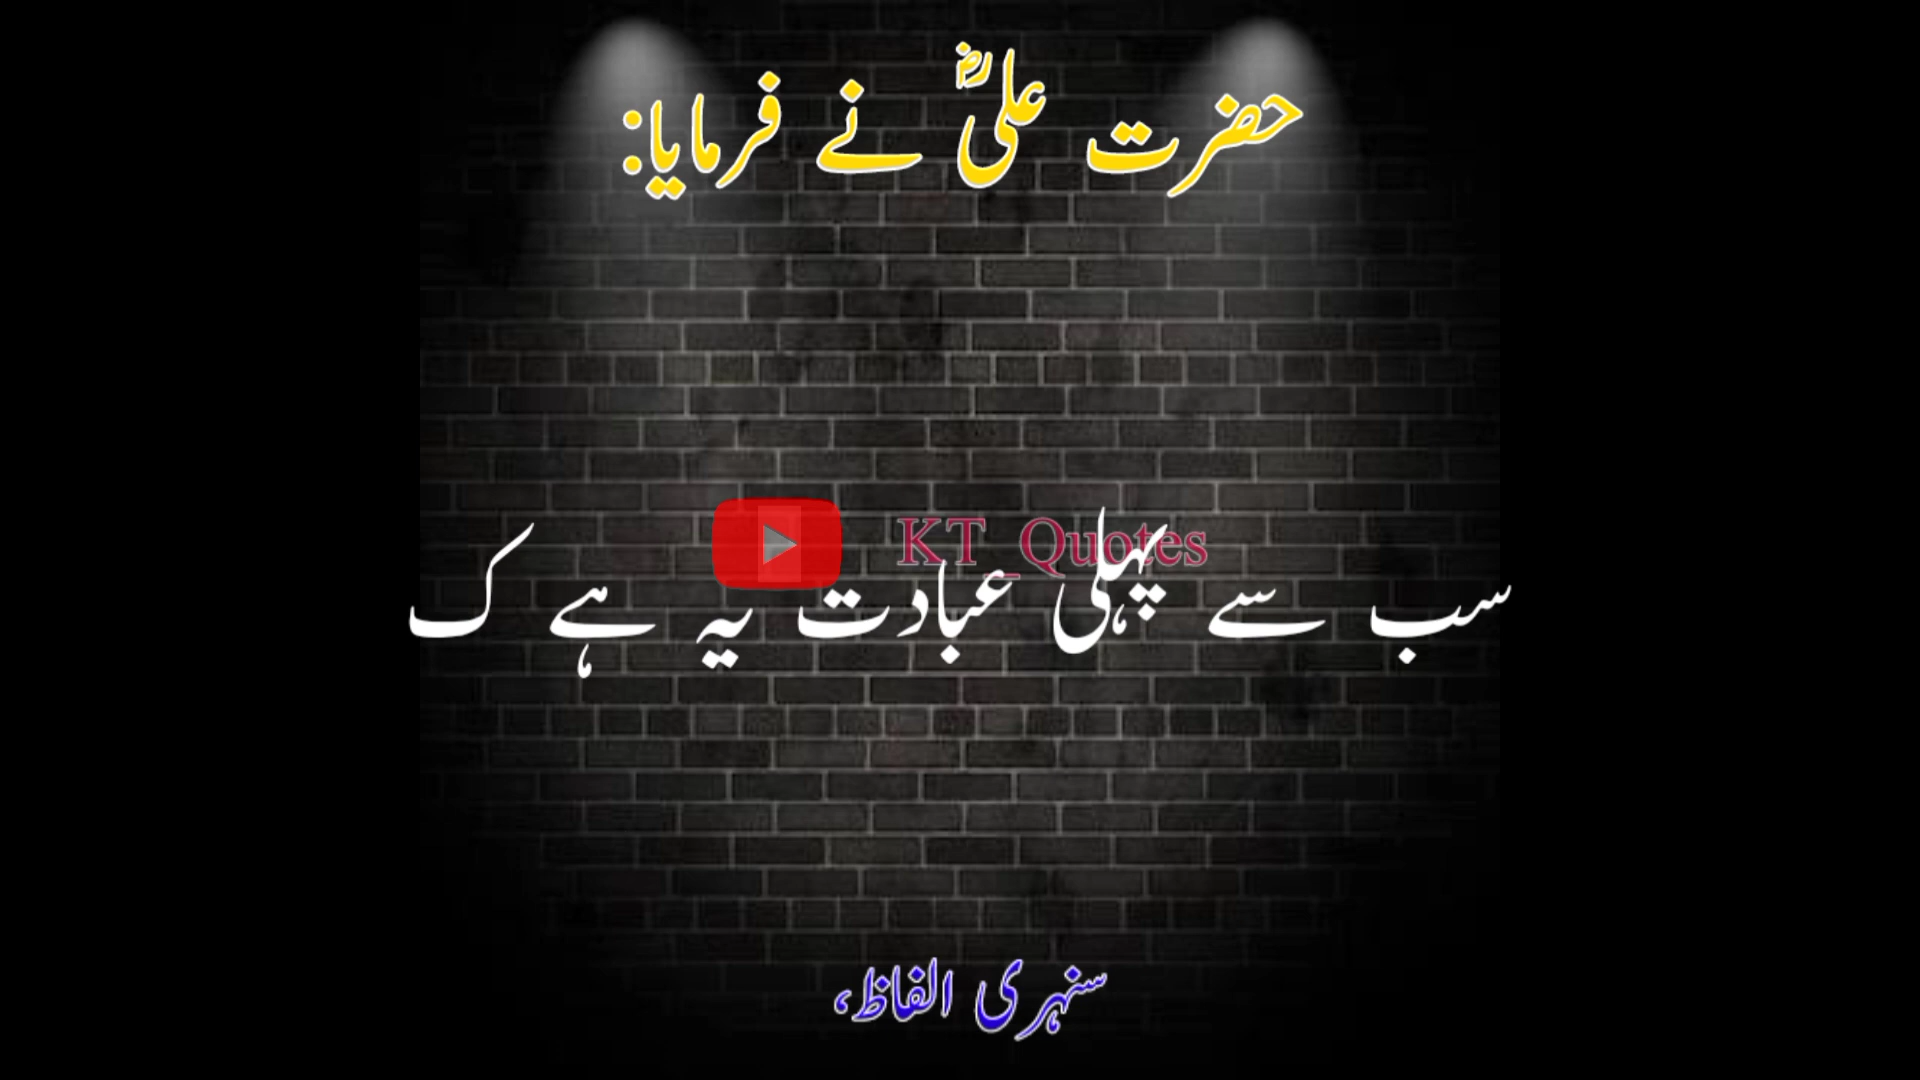 حضرت علیؓ نے فرمایا:
KT_Quotes
سب سے پہلی عبادت یہ ہے ک
سنہری الفاظ،